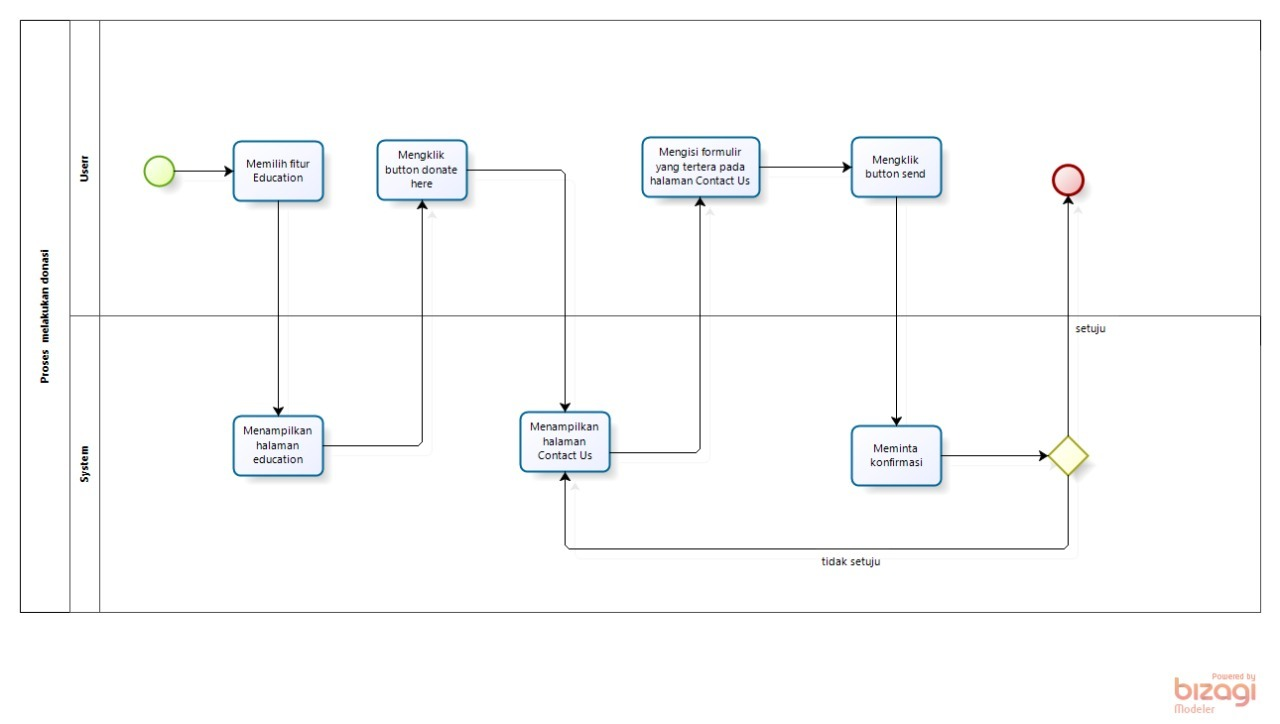 Proses melakukan donasi
Userr
Memilih fitur
Education
Mengklik
button donate
here
Mengisi formulir
yang tertera pada
halaman Contact Us
Mengklik
button send
System
Menampilkan
halaman
education
Menampilkan
halaman
Contact Us
Meminta
konfirmasi
setuju
tidak setuju
Powered by
bizagi
Modeler